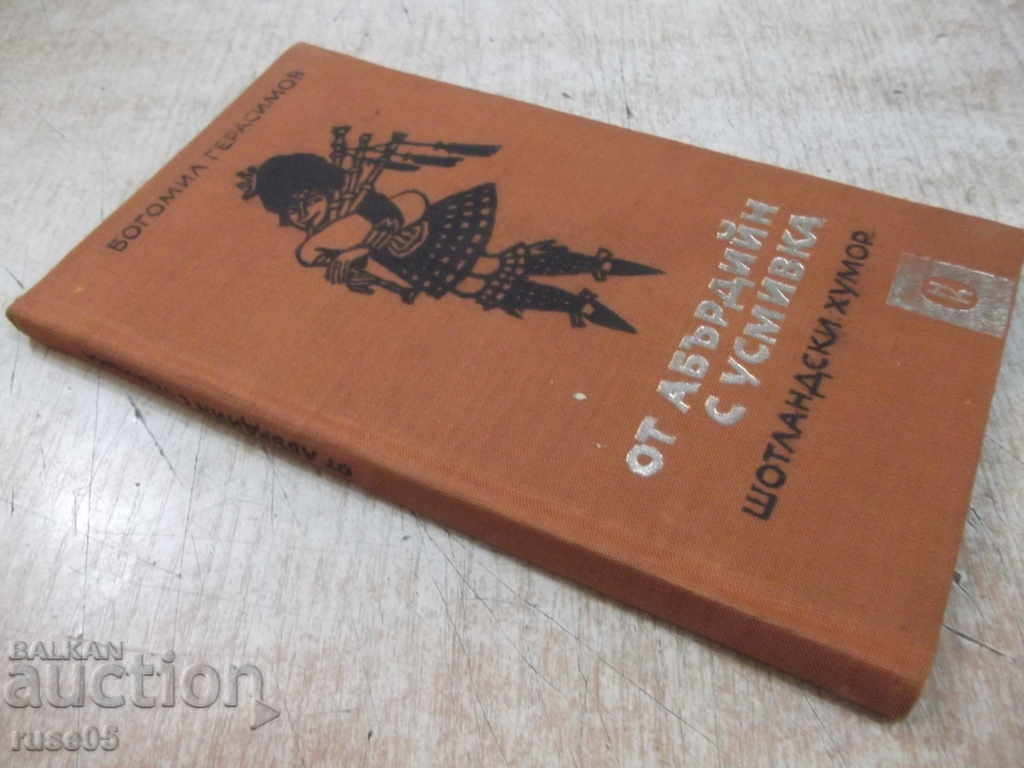 БОГОМИЛ ГЕРАСИМОВ
ОТ АБЪРДИЙН
С УСМИВКА
ШОТЛАНДСКИ ХУМОР
BALKAN
auction
ruse05